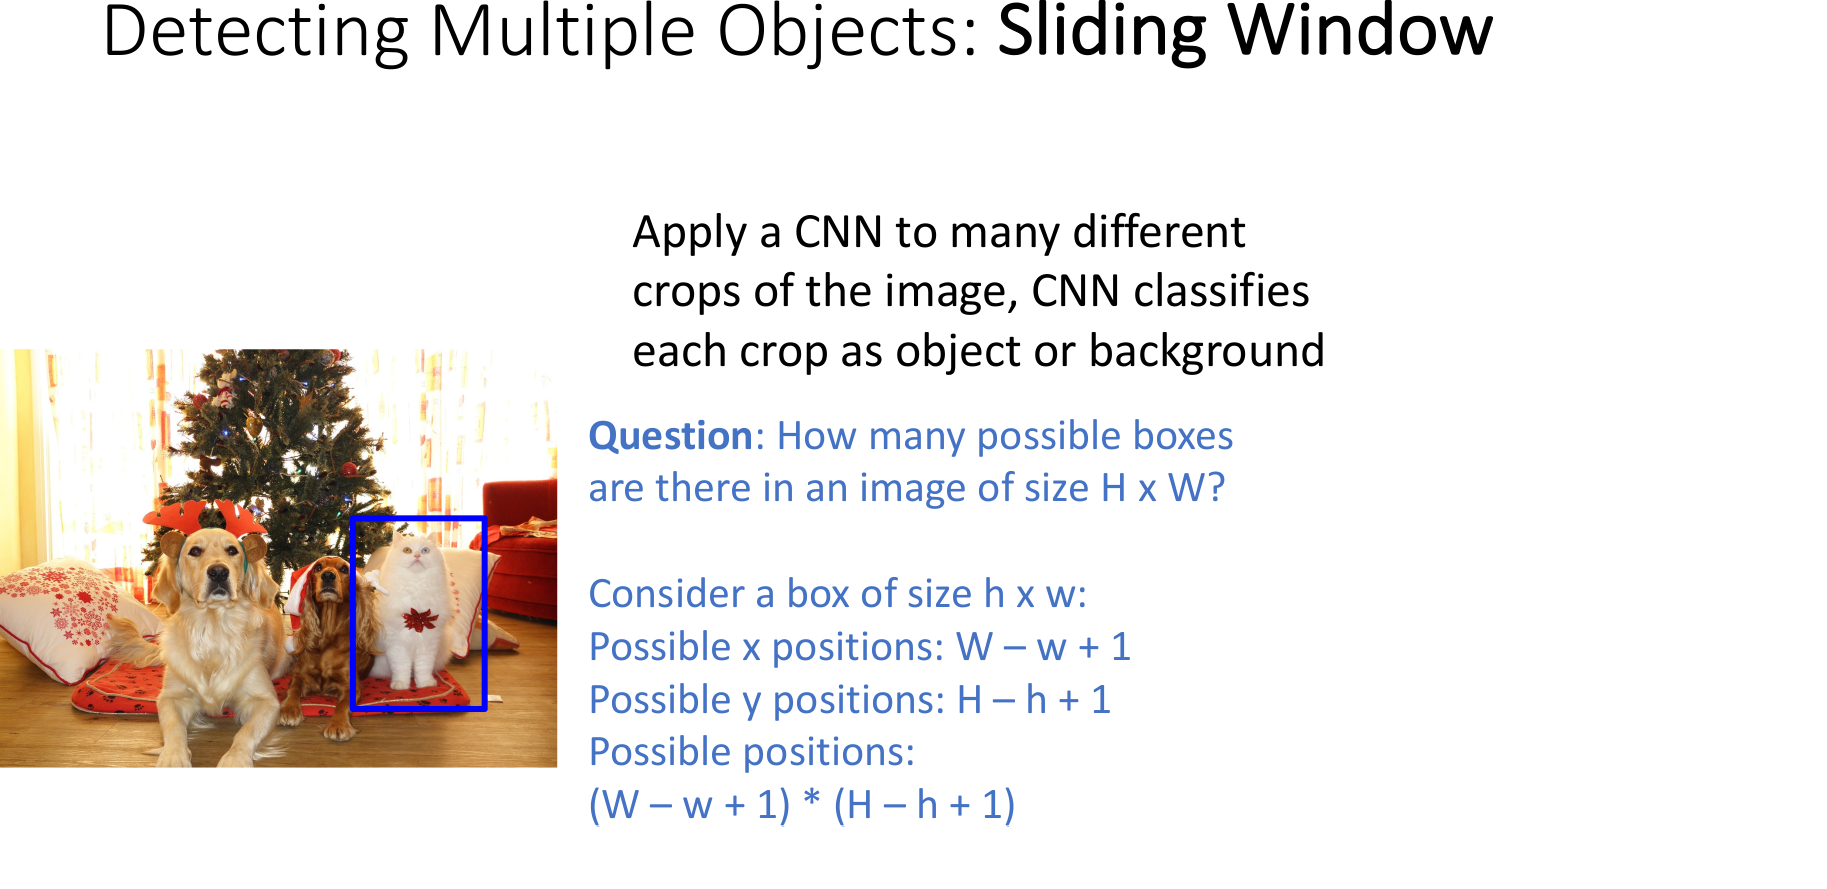 Detecting Multiple Objects: Sliding Window
Apply a CNN to many different
crops of the image, CNN classifies
each crop as object or background
Question: How many possible boxes
are there in an image of size H x W?
Consider a box of size h x w:
Possible x positions: W – w + 1
Possible y positions: H – h + 1
Possible positions:
(W – w + 1) * (H – h + 1)